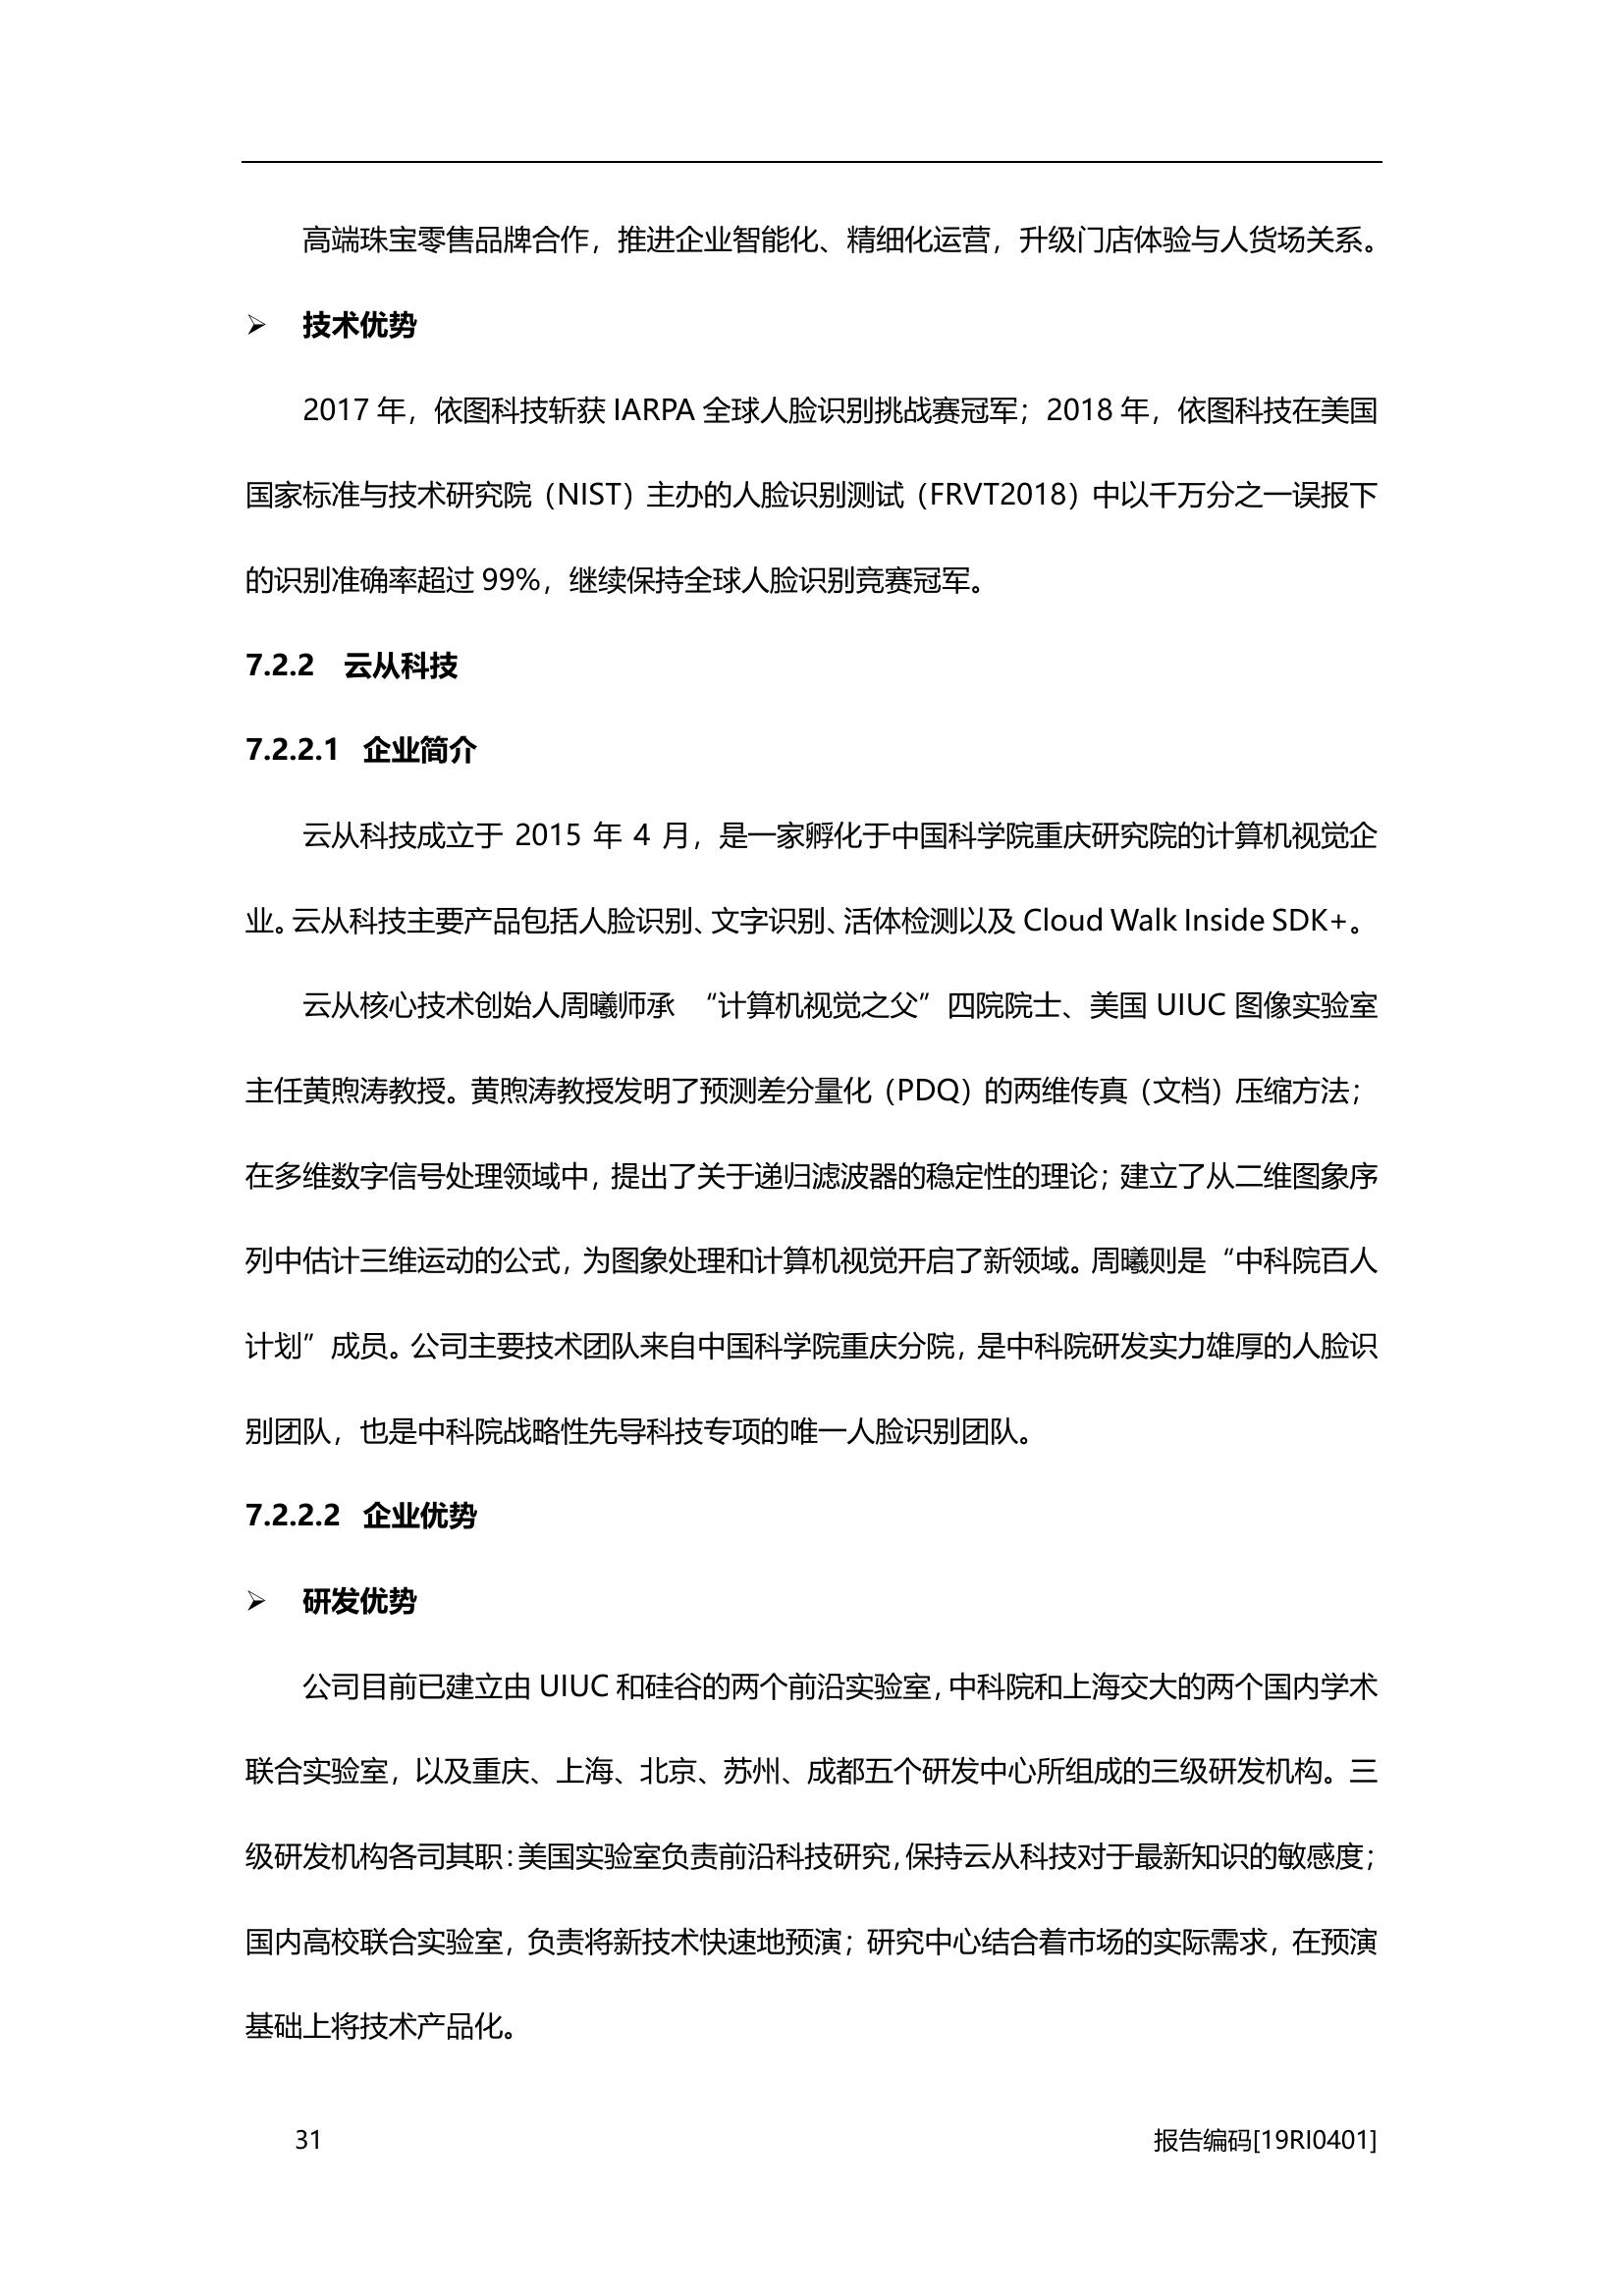 高端珠宝零售品牌合作，推进企业智能化、精细化运营，升级门店体验与人货场关系。
➢ 技术优势
2017 年，依图科技斩获 IARPA 全球人脸识别挑战赛冠军；2018 年，依图科技在美国
国家标准与技术研究院（NIST）主办的人脸识别测试（FRVT2018）中以千万分之一误报下
的识别准确率超过 99%，继续保持全球人脸识别竞赛冠军。
7.2.2 云从科技
7.2.2.1 企业简介
云从科技成立于 2015 年 4 月，是一家孵化于中国科学院重庆研究院的计算机视觉企
业。云从科技主要产品包括人脸识别、文字识别、活体检测以及 Cloud Walk Inside SDK+。
云从核心技术创始人周曦师承 “计算机视觉之父”四院院士、美国 UIUC 图像实验室
主任黄煦涛教授。黄煦涛教授发明了预测差分量化（PDQ）的两维传真（文档）压缩方法；
在多维数字信号处理领域中，提出了关于递归滤波器的稳定性的理论；建立了从二维图象序
列中估计三维运动的公式，为图象处理和计算机视觉开启了新领域。周曦则是“中科院百人
计划”成员。公司主要技术团队来自中国科学院重庆分院，是中科院研发实力雄厚的人脸识
别团队，也是中科院战略性先导科技专项的唯一人脸识别团队。
7.2.2.2 企业优势
➢ 研发优势
公司目前已建立由 UIUC 和硅谷的两个前沿实验室，中科院和上海交大的两个国内学术
联合实验室，以及重庆、上海、北京、苏州、成都五个研发中心所组成的三级研发机构。三
级研发机构各司其职：美国实验室负责前沿科技研究，保持云从科技对于最新知识的敏感度；
国内高校联合实验室，负责将新技术快速地预演；研究中心结合着市场的实际需求，在预演
基础上将技术产品化。
31 报告编码[19RI0401]